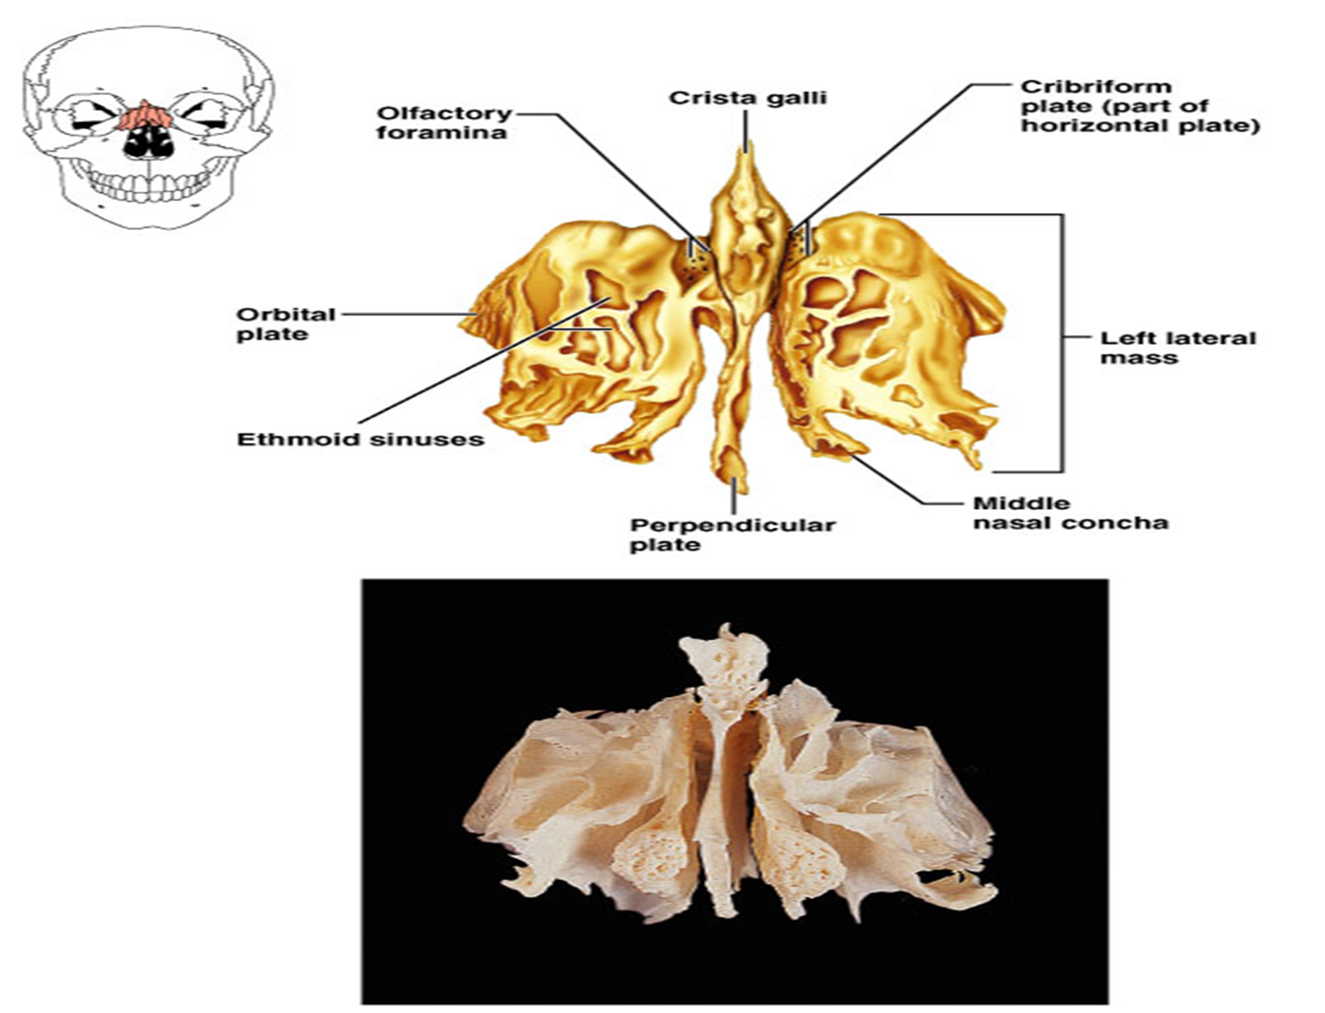 Crista galli
Cribriform
plate (part of
horizontal plate)
Olfactory
foramina
Orbital
plate
Left lateral
mass
Ethmoid sinuses
Middle
nasal concha
Perpendicular
plate